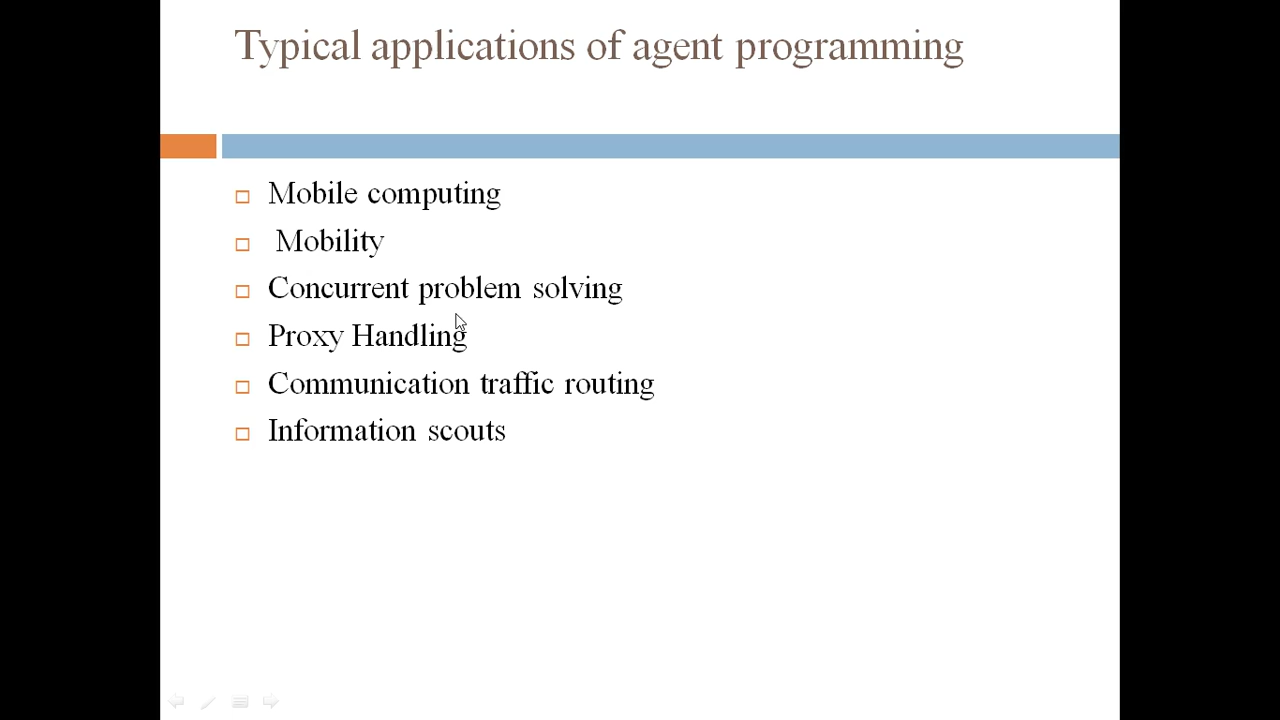 Typical applications of agent programming
Mobile computing
Mobility
Concurrent problem solving
Proxy Handling
Communication traffic routing
Information scouts